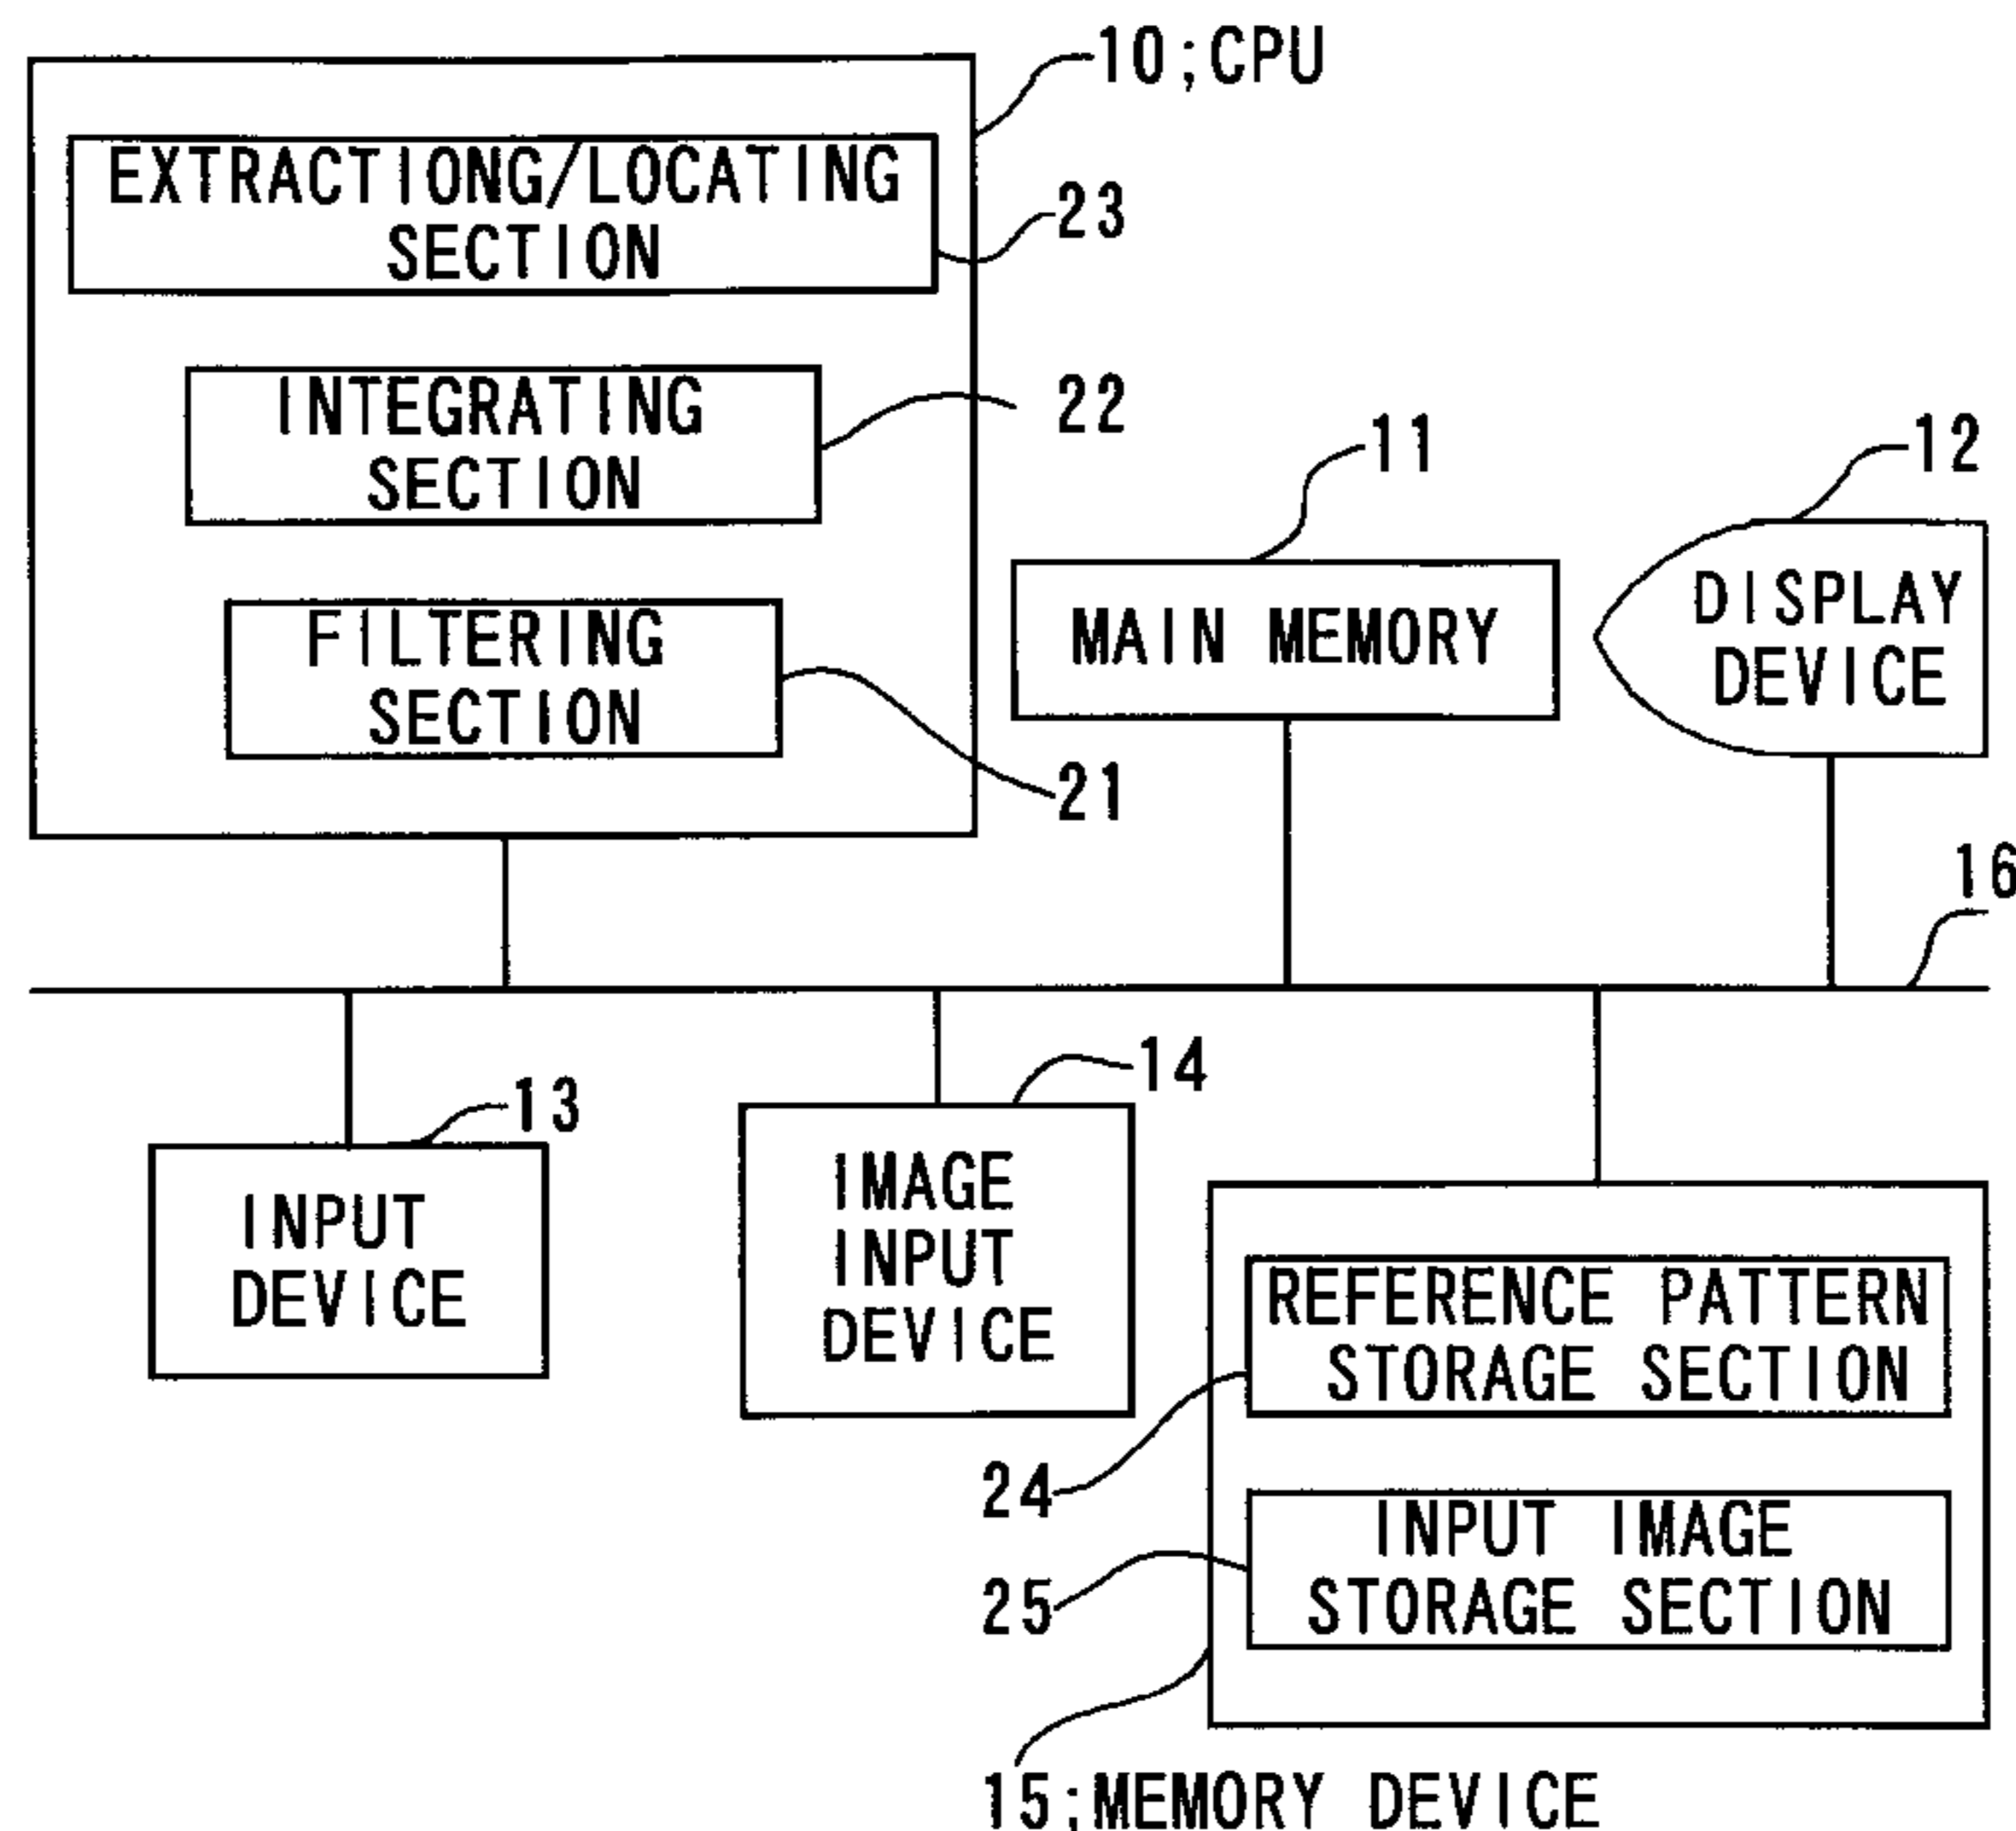 10;CPU
EXTRACTIONG/LOCATING
SECTION
23
INTEGRATING
SECTION
22
FILTERING
SECTION
21
11
MAIN MEMORY
12
DISPLAY
DEVICE
16
13
INPUT
DEVICE
14
IMAGE
INPUT
DEVICE
REFERENCE PATTERN
STORAGE SECTION
24
INPUT IMAGE
STORAGE SECTION
25
15;MEMORY DEVICE